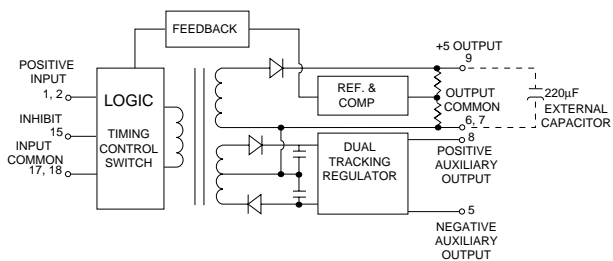 FEEDBACK
+5 OUTPUT
9
POSITIVE
INPUT
1, 2
LOGIC
TIMING
CONTROL
SWITCH
INHIBIT
15
INPUT
COMMON
17, 18
REF. &
COMP
OUTPUT
COMMON
6, 7
220µF
EXTERNAL
CAPACITOR
DUAL
TRACKING
REGULATOR
8
POSITIVE
AUXILIARY
OUTPUT
5
NEGATIVE
AUXILIARY
OUTPUT